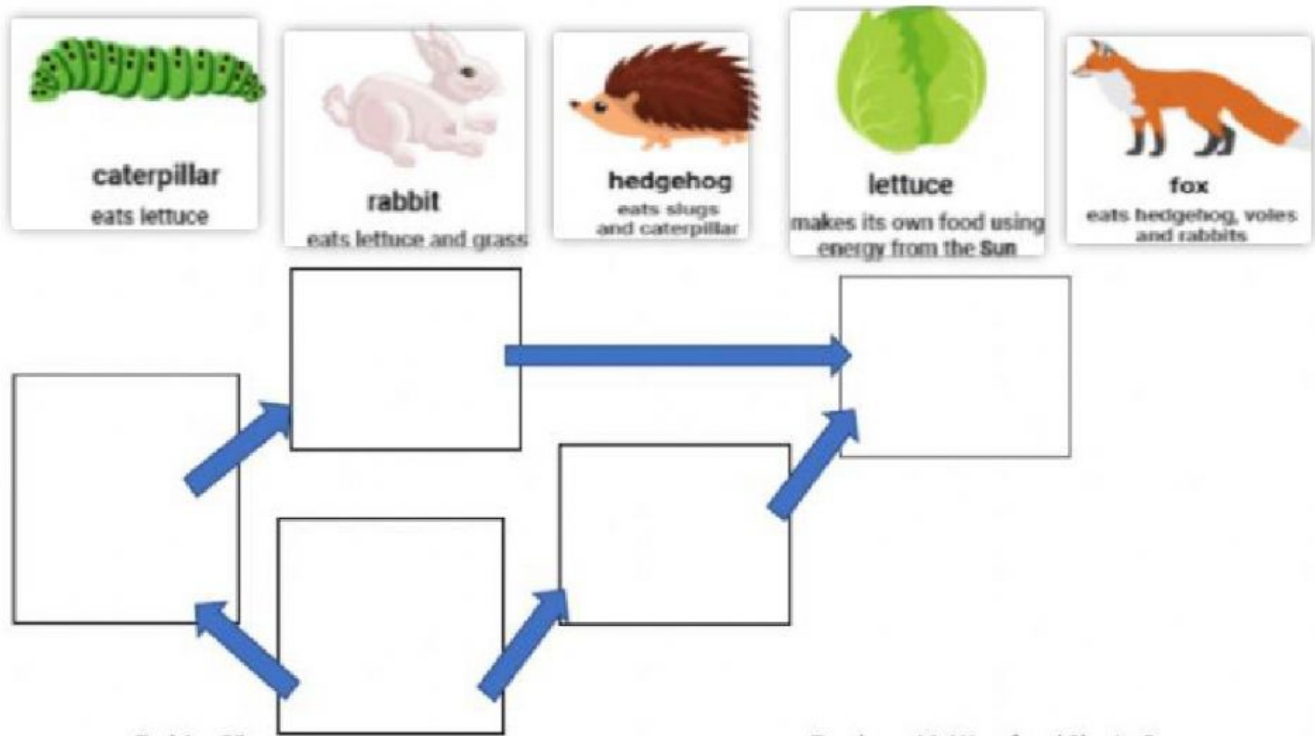 caterpillar
eats lettuce
rabbit
eats lettuce and grass
hedgehog
eats slugs
and caterpillar
lettuce
makes its own food using
energy from the Sun
fox
eats hedgehog, voles
and rabbits